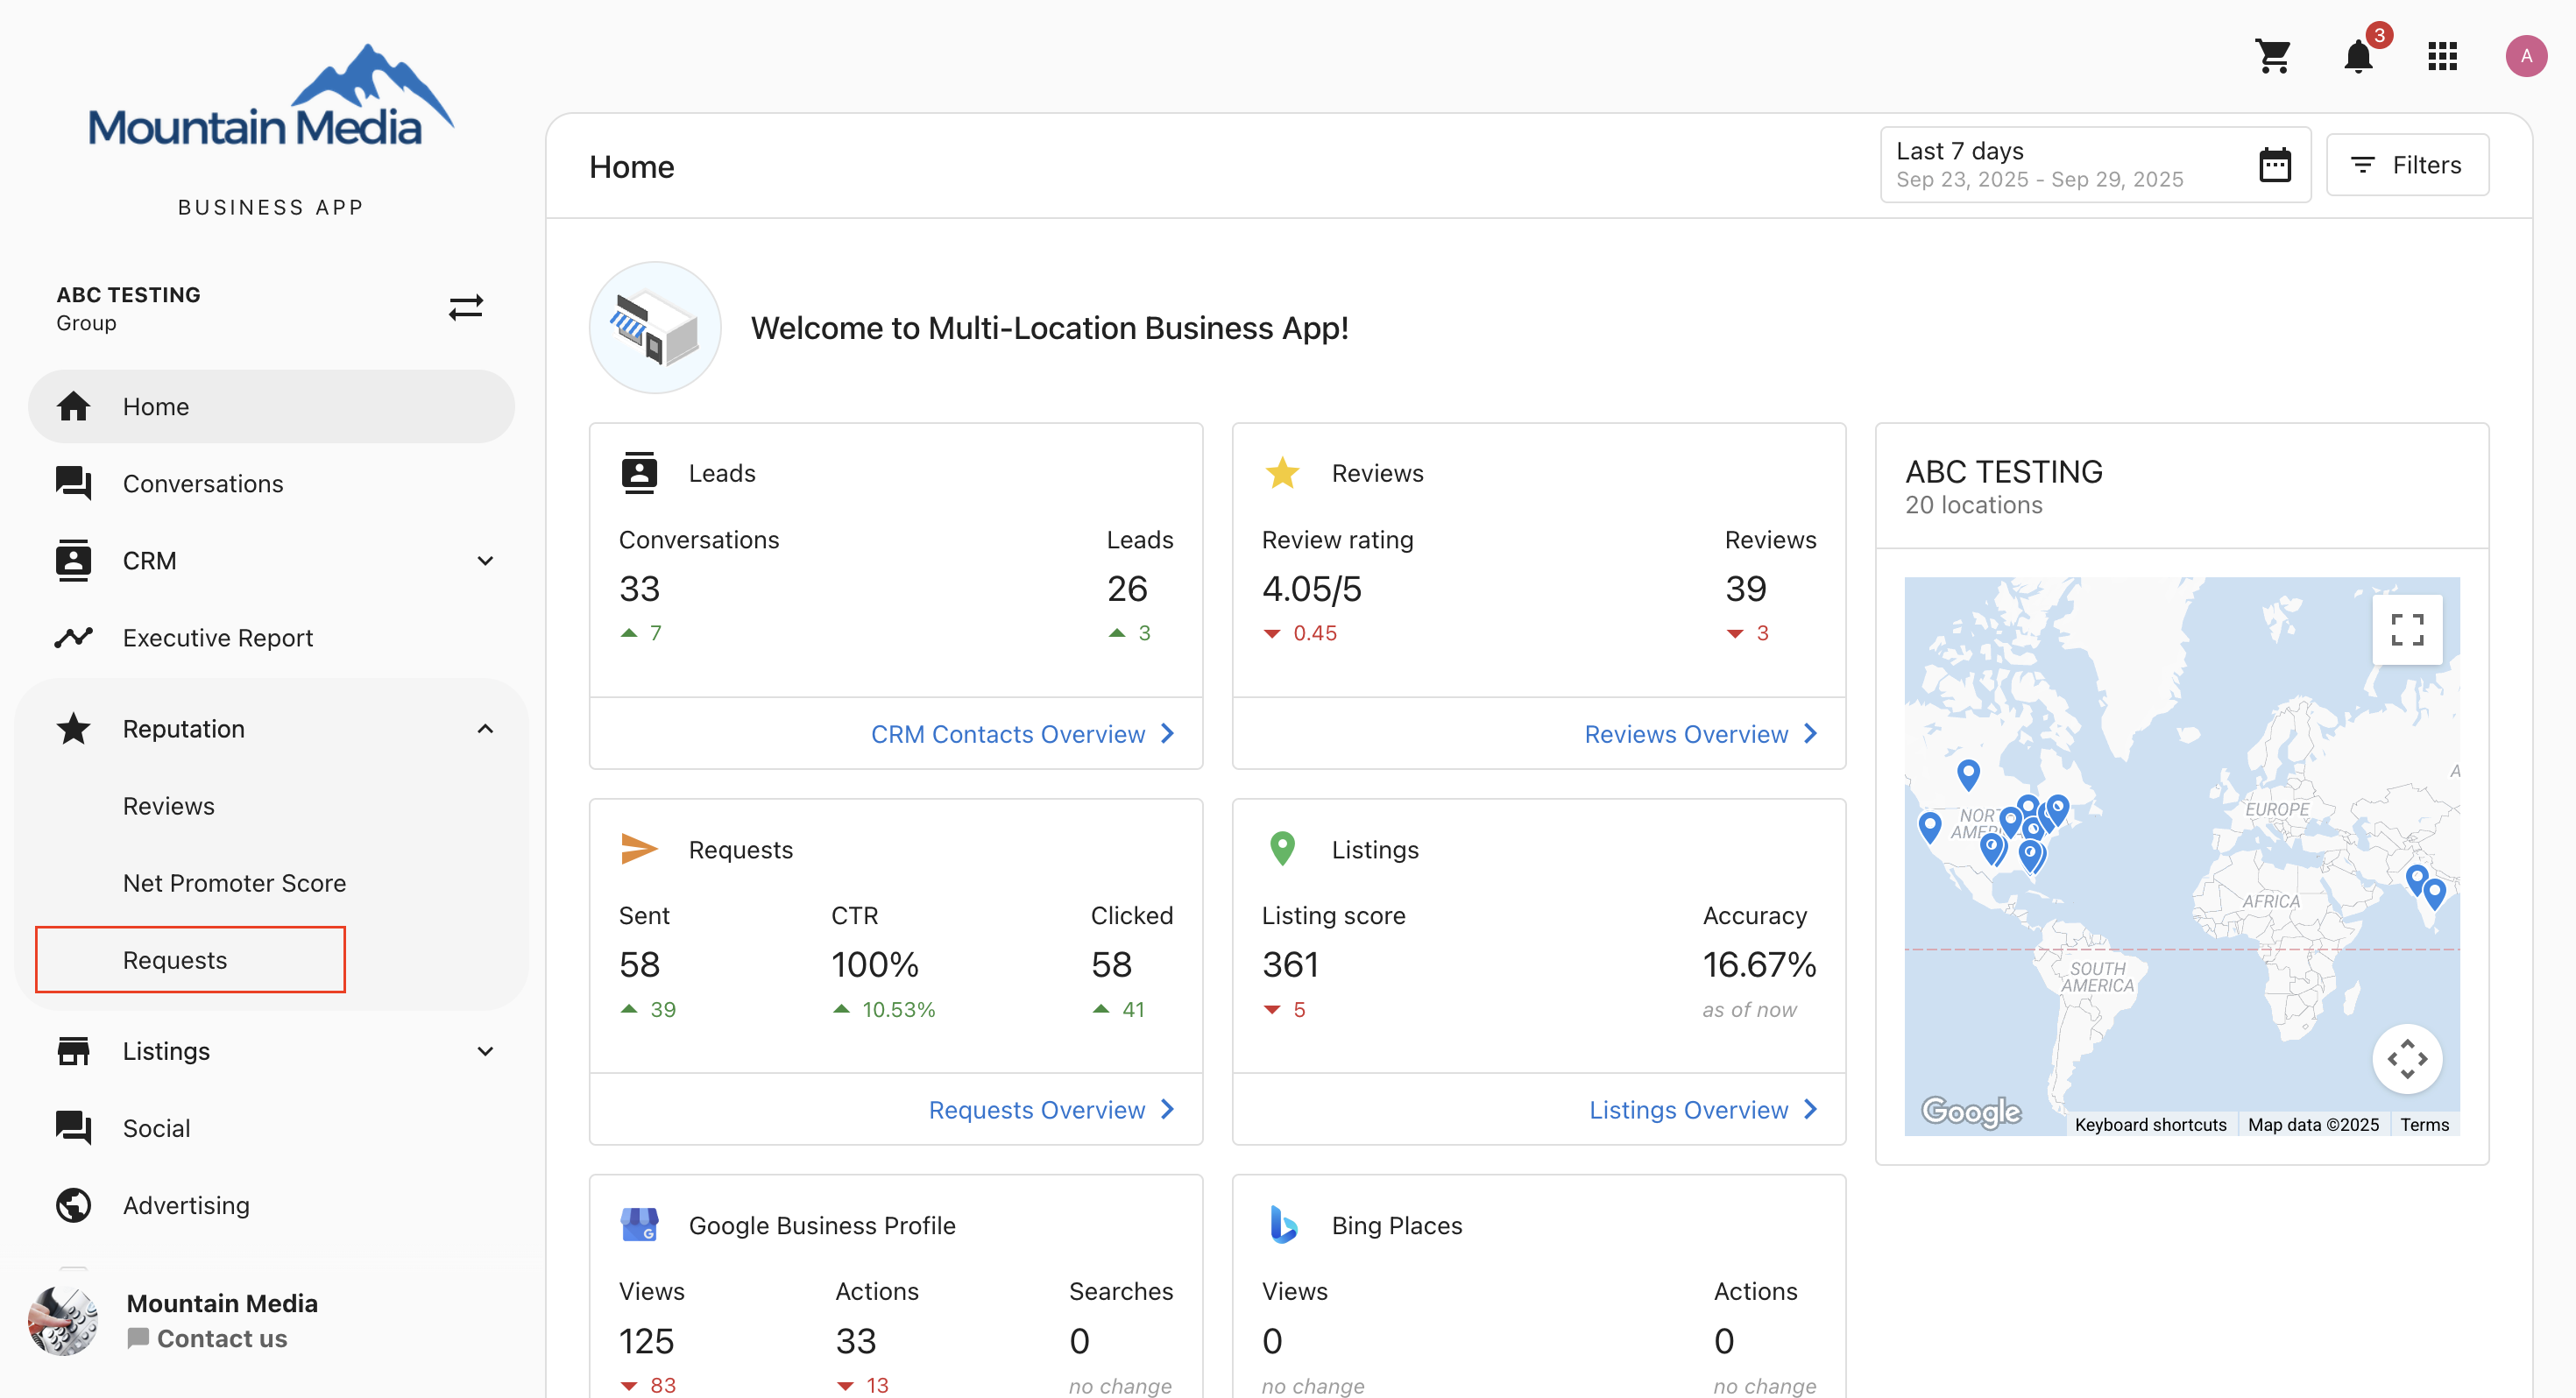 Mountain Media
BUSINESS APP
ABC TESTING
Group
Home
Conversations
CRM
Executive Report
Reputation
Reviews
Net Promoter Score
Requests
Listings
Social
Advertising
Mountain Media
Contact us
3
A
Home
Last 7 days
Sep 23, 2025 - Sep 29, 2025
Filters
Welcome to Multi-Location Business App!
Leads
Conversations Leads
33 26
7 3
CRM Contacts Overview
Reviews
Review rating Reviews
4.05/5 39
0.45 3
Reviews Overview
ABC TESTING
20 locations
NORTH
AMERICA
EUROPE
A
AFRICA
SOUTH
AMERICA
Google
Keyboard shortcuts Map data ©2025 Terms
Requests
Sent CTR Clicked
58 100% 58
39 10.53% 41
Requests Overview
Listings
Listing score Accuracy
361 16.67%
5 as of now
Listings Overview
Google Business Profile
Views Actions Searches
125 33 0
83 13 no change
Bing Places
Views Actions
0 0
no change no change